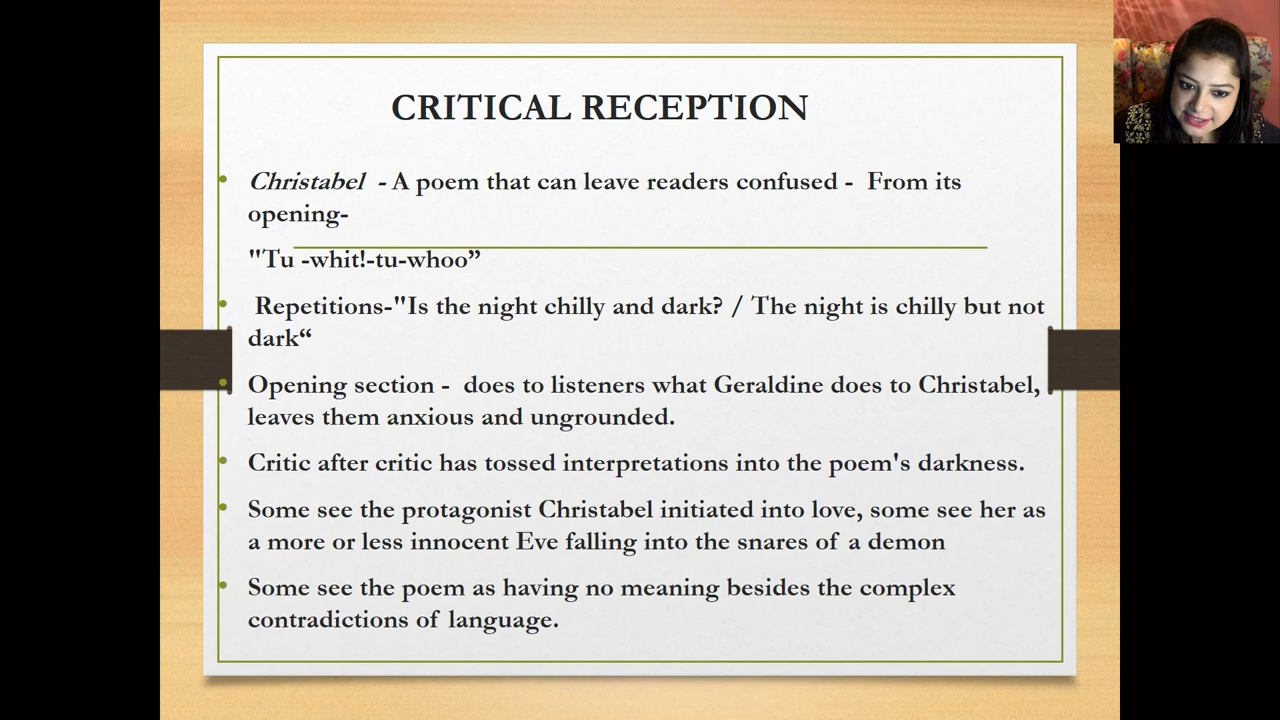 CRITICAL RECEPTION
• Christabel - A poem that can leave readers confused - From its
opening-
"Tu -whit!-tu-whoo”
• Repetitions-"Is the night chilly and dark? / The night is chilly but not
dark“
• Opening section - does to listeners what Geraldine does to Christabel,
leaves them anxious and ungrounded.
• Critic after critic has tossed interpretations into the poem's darkness.
• Some see the protagonist Christabel initiated into love, some see her as
a more or less innocent Eve falling into the snares of a demon
• Some see the poem as having no meaning besides the complex
contradictions of language.